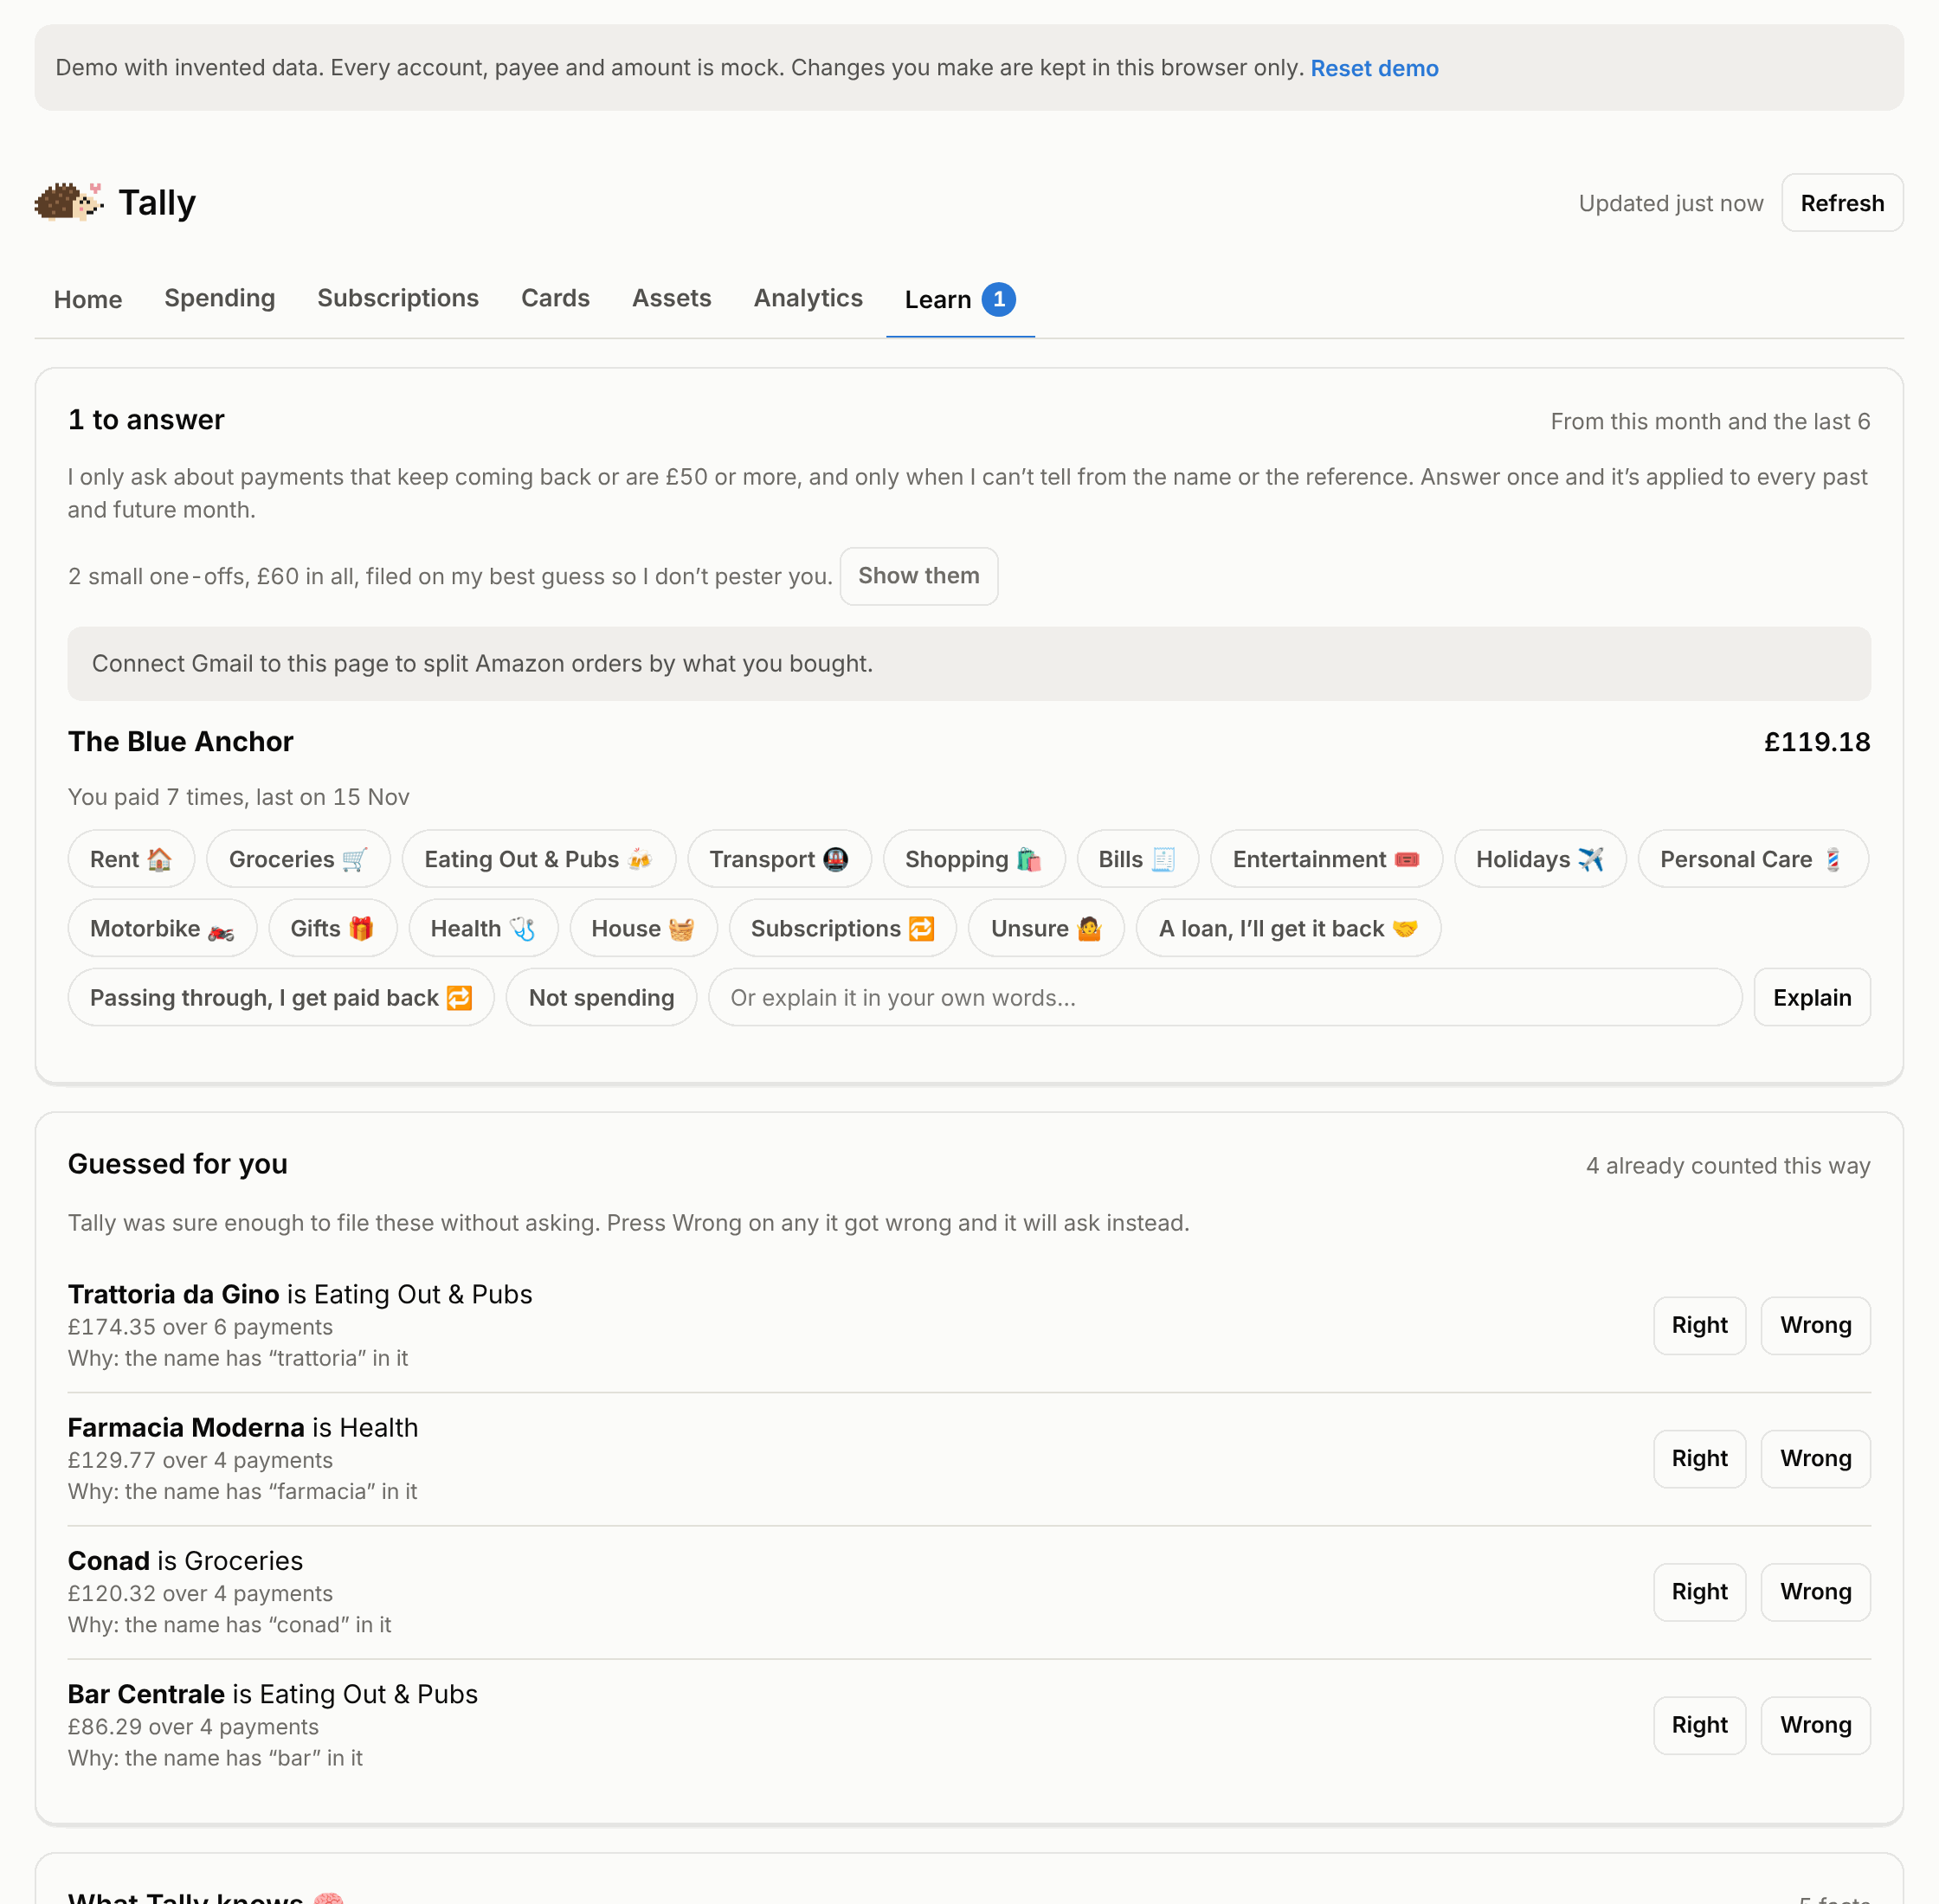 Demo with invented data. Every account, payee and amount is mock. Changes you make are kept in this browser only. Reset demo
Tally
Updated just now Refresh
Home Spending Subscriptions Cards Assets Analytics Learn 1
1 to answer
From this month and the last 6
I only ask about payments that keep coming back or are £50 or more, and only when I can’t tell from the name or the reference. Answer once and it’s applied to every past
and future month.
2 small one-offs, £60 in all, filed on my best guess so I don’t pester you. Show them
Connect Gmail to this page to split Amazon orders by what you bought.
The Blue Anchor £119.18
You paid 7 times, last on 15 Nov
Rent 🏠 Groceries 🛒 Eating Out & Pubs 🍻 Transport 🚇 Shopping 🛍️ Bills 🧾 Entertainment 🎟️ Holidays ✈️ Personal Care 💈
Motorbike 🏍️ Gifts 🎁 Health 🩺 House 🧺 Subscriptions 🔁 Unsure 🤷 A loan, I’ll get it back 🤝
Passing through, I get paid back 🔁 Not spending Or explain it in your own words... Explain
Guessed for you
4 already counted this way
Tally was sure enough to file these without asking. Press Wrong on any it got wrong and it will ask instead.
Trattoria da Gino is Eating Out & Pubs
£174.35 over 6 payments
Why: the name has “trattoria” in it
Right Wrong
Farmacia Moderna is Health
£129.77 over 4 payments
Why: the name has “farmacia” in it
Right Wrong
Conad is Groceries
£120.32 over 4 payments
Why: the name has “conad” in it
Right Wrong
Bar Centrale is Eating Out & Pubs
£86.29 over 4 payments
Why: the name has “bar” in it
Right Wrong
What Tally knows 🧠
5 facts